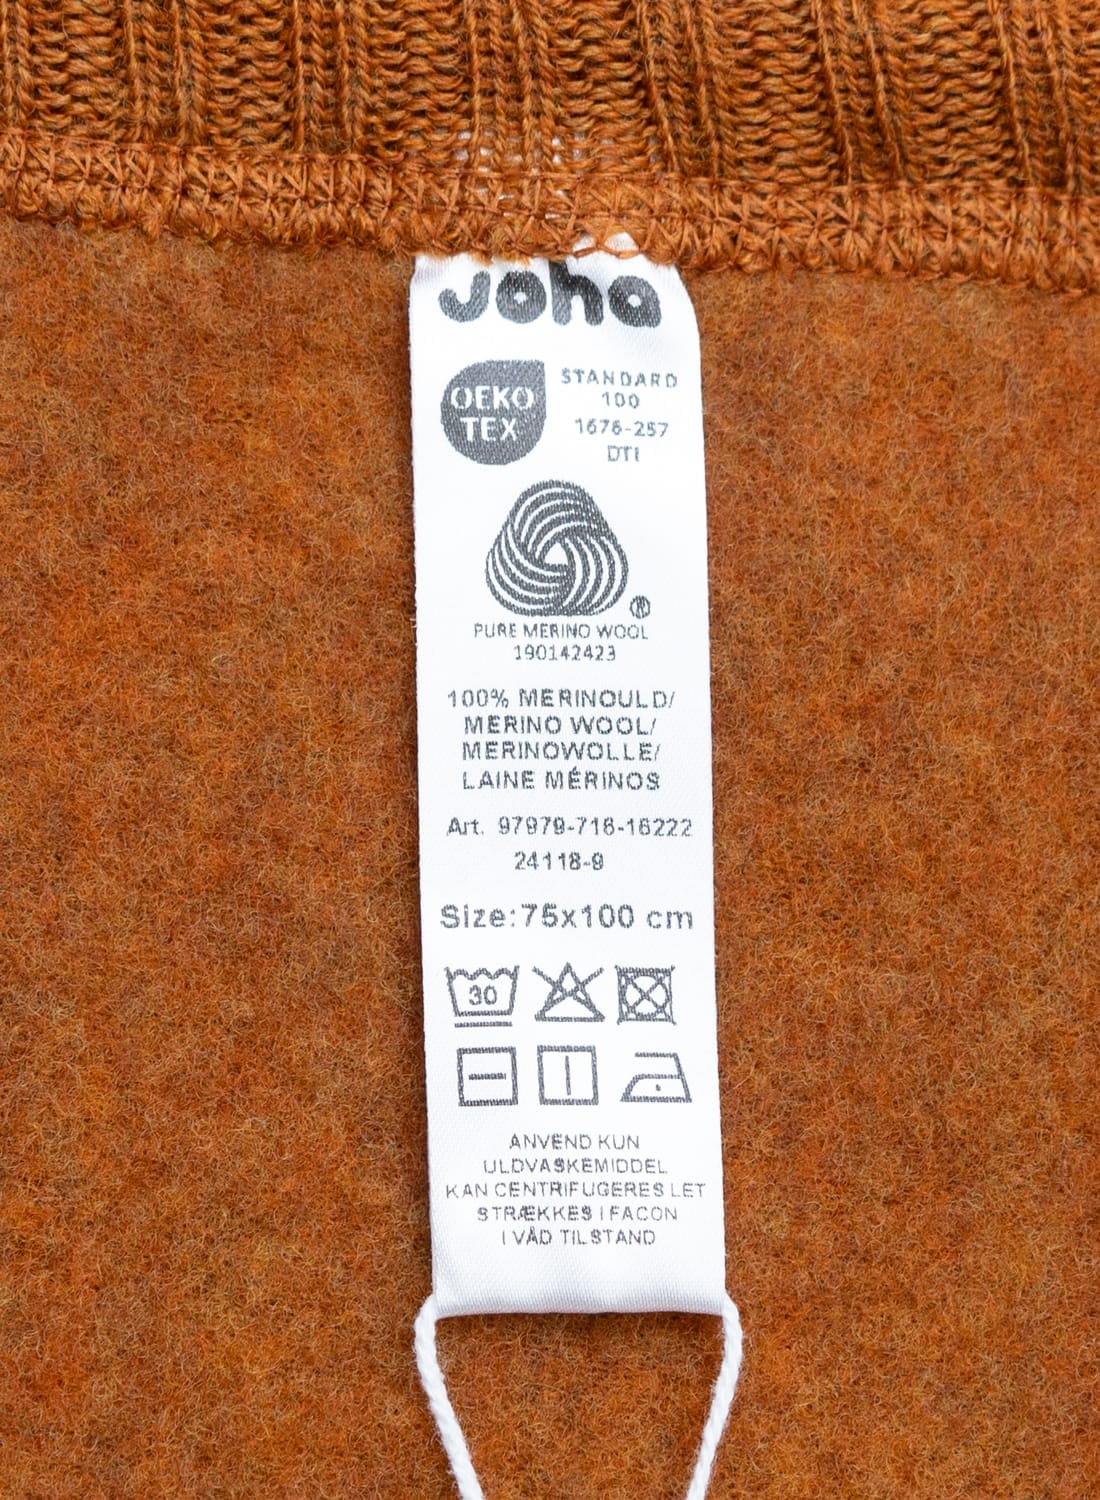 Joha
OEKO
TEX
STANDARD
100
1676-257
DTI
®
PURE MERINO WOOL
190142423
100% MERINOULD/
MERINO WOOL/
MERINOWOLLE/
LAINE MÉRINOS
Art. 97979-716-16222
24118-9
Size:75x100 cm
30
ANVEND KUN
ULDVASKEMIDDEL
KAN CENTRIFUGERES LET
STRÆKKES I FACON
I VÅD TILSTAND